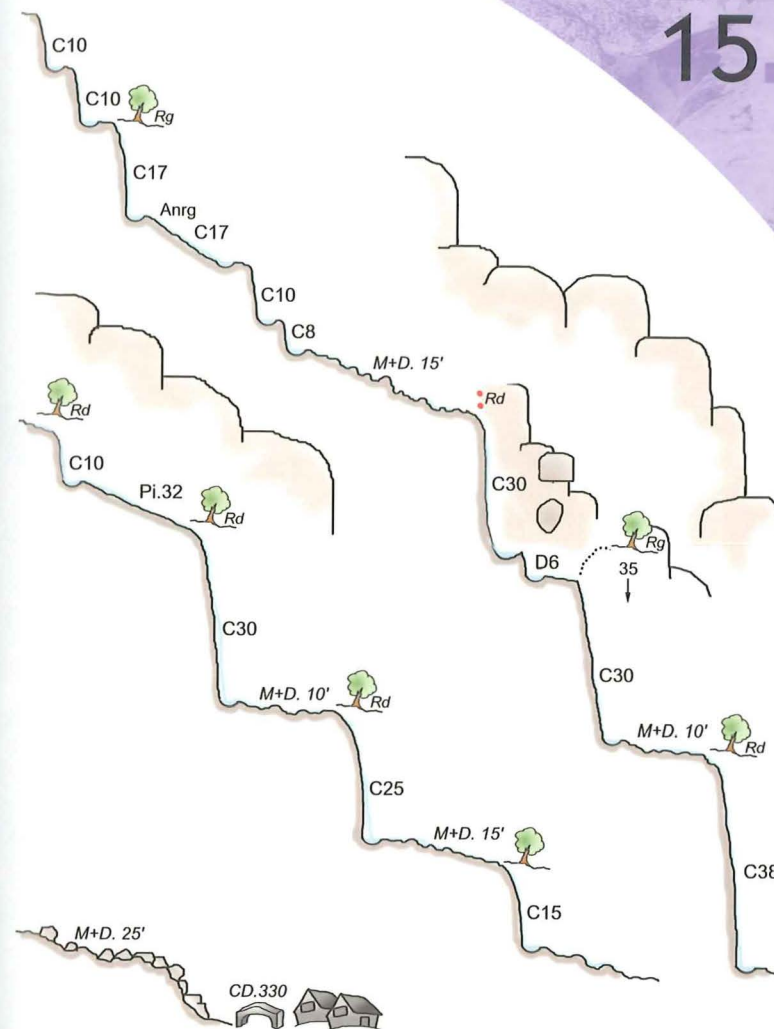 15
C10
C10
Rg
C17
Anrg
C17
C10
C8
M+D. 15'
Rd
C30
D6
Rg
35
C30
M+D. 10'
Rd
C38
Rd
C10
Pi.32
Rd
C30
M+D. 10'
Rd
C25
M+D. 15'
C15
M+D. 25'
CD.330